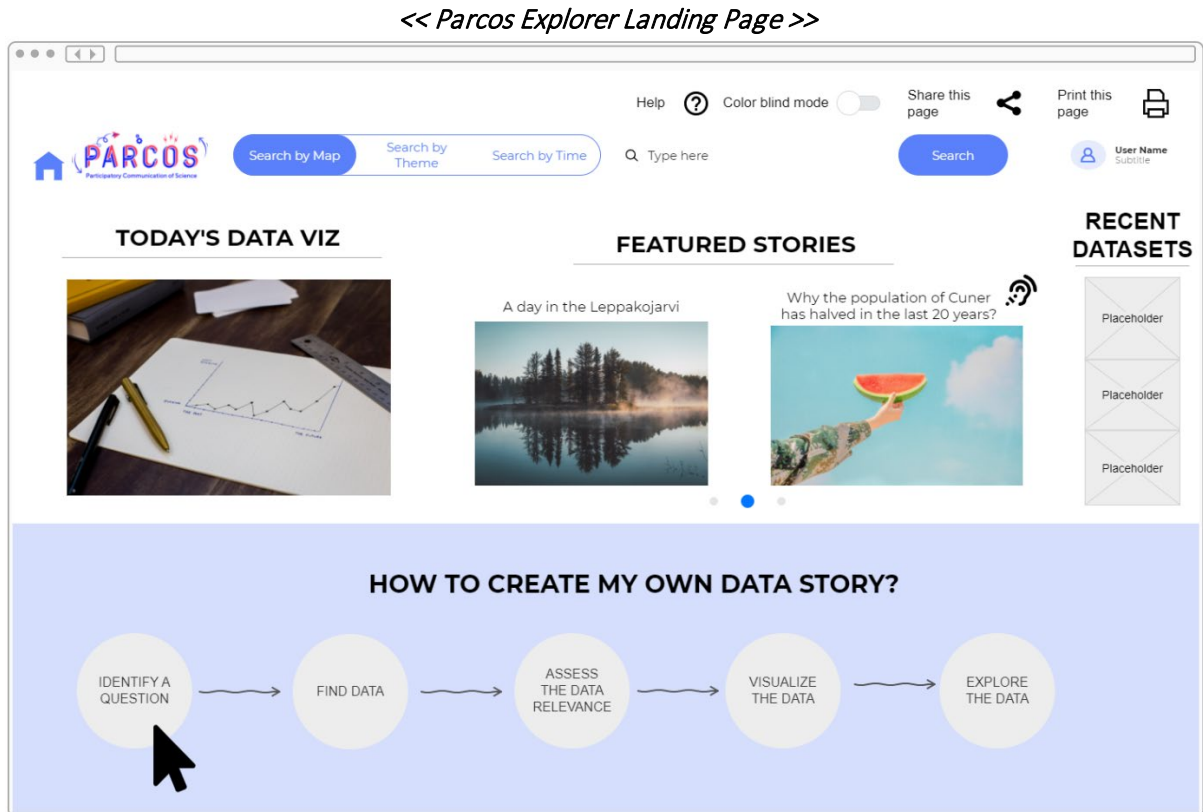 << Parcos Explorer Landing Page >>
Help
Color blind mode
Share this
page
Print this
page
PARCOS
Participatory Communication of Science
Search by Map
Search by
Theme
Search by Time
Type here
Search
User Name
Subtitle
TODAY'S DATA VIZ
FEATURED STORIES
RECENT
DATASETS
A day in the Leppakojarvi
Why the population of Cuner
has halved in the last 20 years?
Placeholder
Placeholder
Placeholder
HOW TO CREATE MY OWN DATA STORY?
IDENTIFY A
QUESTION
FIND DATA
ASSESS
THE DATA
RELEVANCE
VISUALIZE
THE DATA
EXPLORE
THE DATA